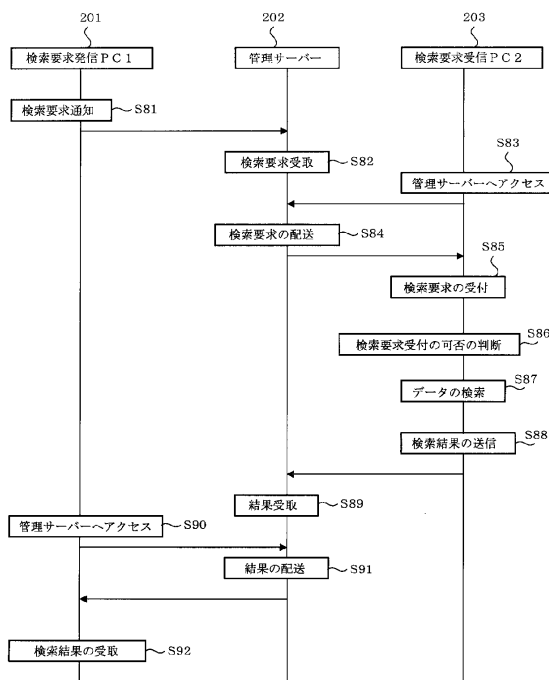 201
202
203
検索要求発信PC1
管理サーバー
検索要求受信PC2
検索要求通知
S81
検索要求受取
S82
S83
管理サーバーへアクセス
検索要求の配送
S84
S85
検索要求の受付
S86
検索要求受付の可否の判断
データの検索
S87
検索結果の送信
S88
結果受取
S89
管理サーバーへアクセス
S90
結果の配送
S91
検索結果の受取
S92